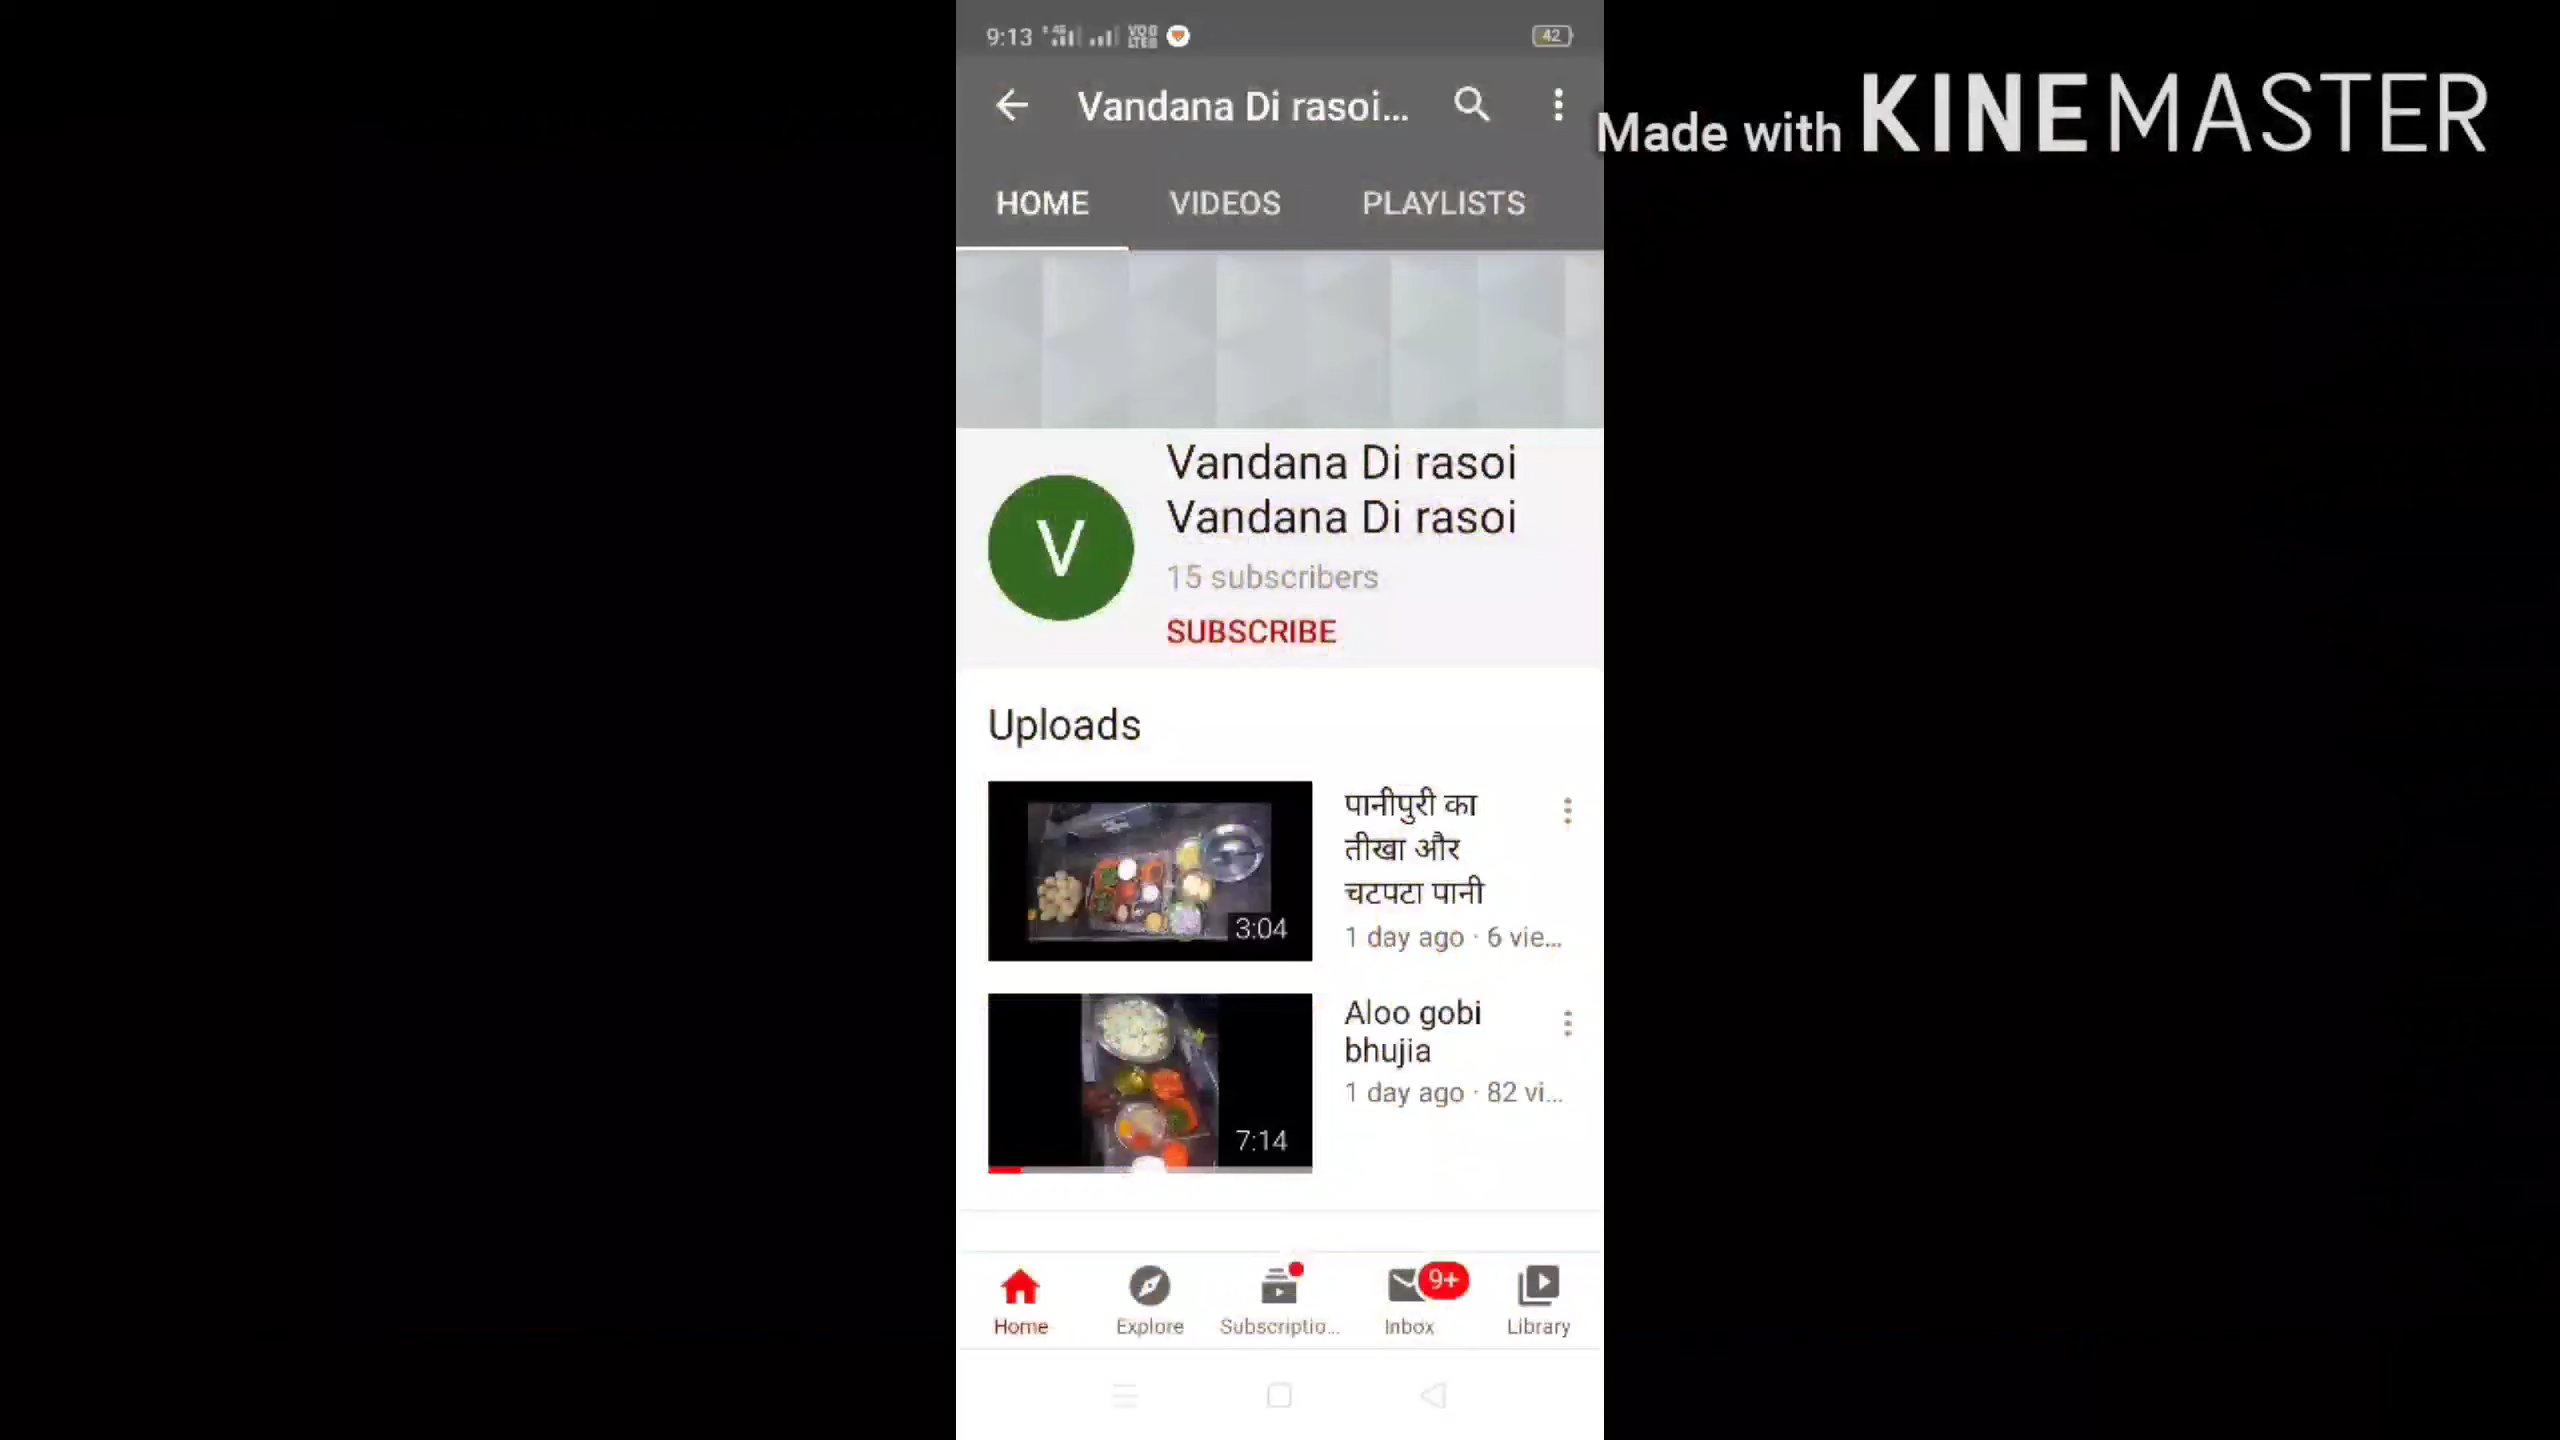 9:13
42
Vandana Di rasoi...
Made with KINEMASTER
HOME VIDEOS PLAYLISTS
V
Vandana Di rasoi
Vandana Di rasoi
15 subscribers
SUBSCRIBE
Uploads
पानीपुरी का
तीखा और
चटपटा पानी
1 day ago · 6 vie...
3:04
Aloo gobi
bhujia
1 day ago · 82 vi...
7:14
9+
Home Explore Subscriptio... Inbox Library